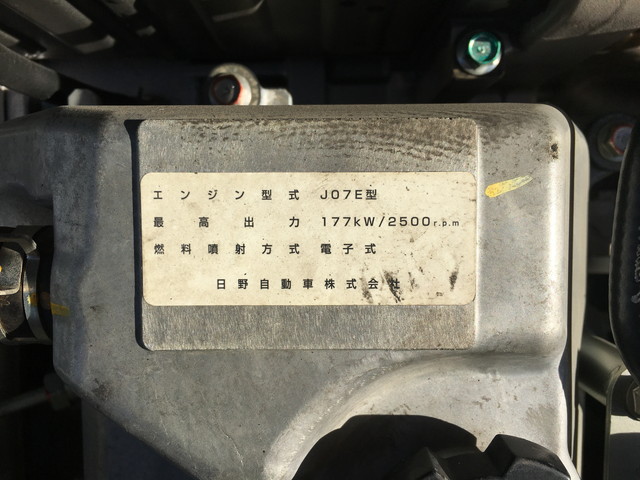 エンジン型式 J07E型
最高出力 177kW/2500r.p.m
燃料噴射方式 電子式
日野自動車株式会社